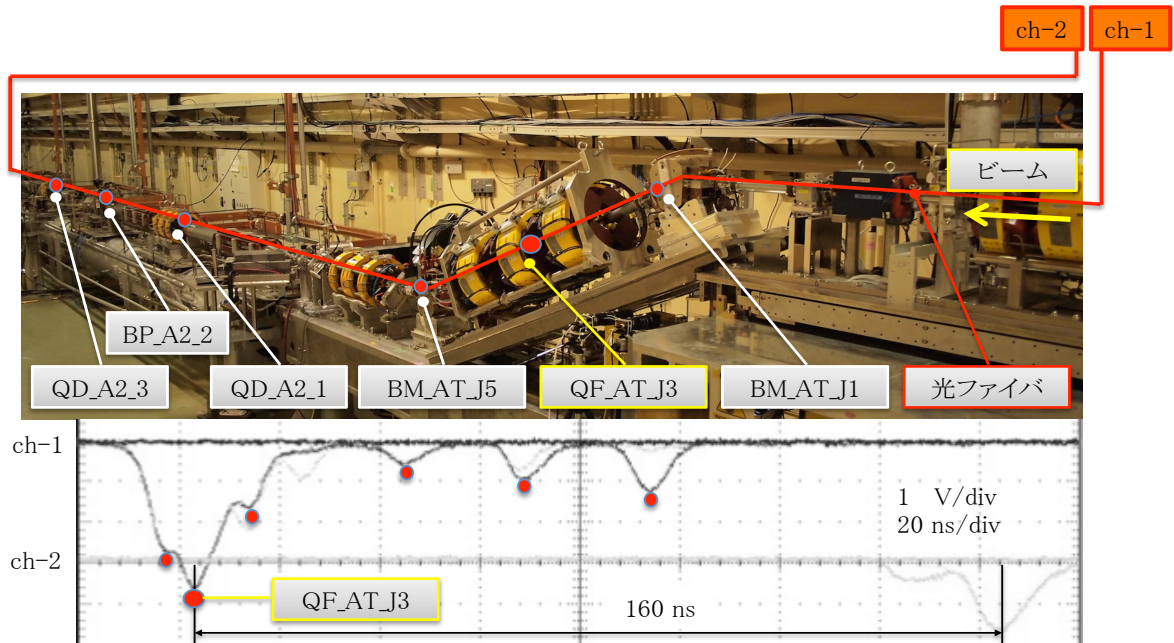 ch-2 ch-1
ビーム
BP_A2_2
QD_A2_3 QD_A2_1 BM_AT_J5 QF_AT_J3 BM_AT_J1 光ファイバ
ch-1
1 V/div
20 ns/div
ch-2
QF_AT_J3
160 ns